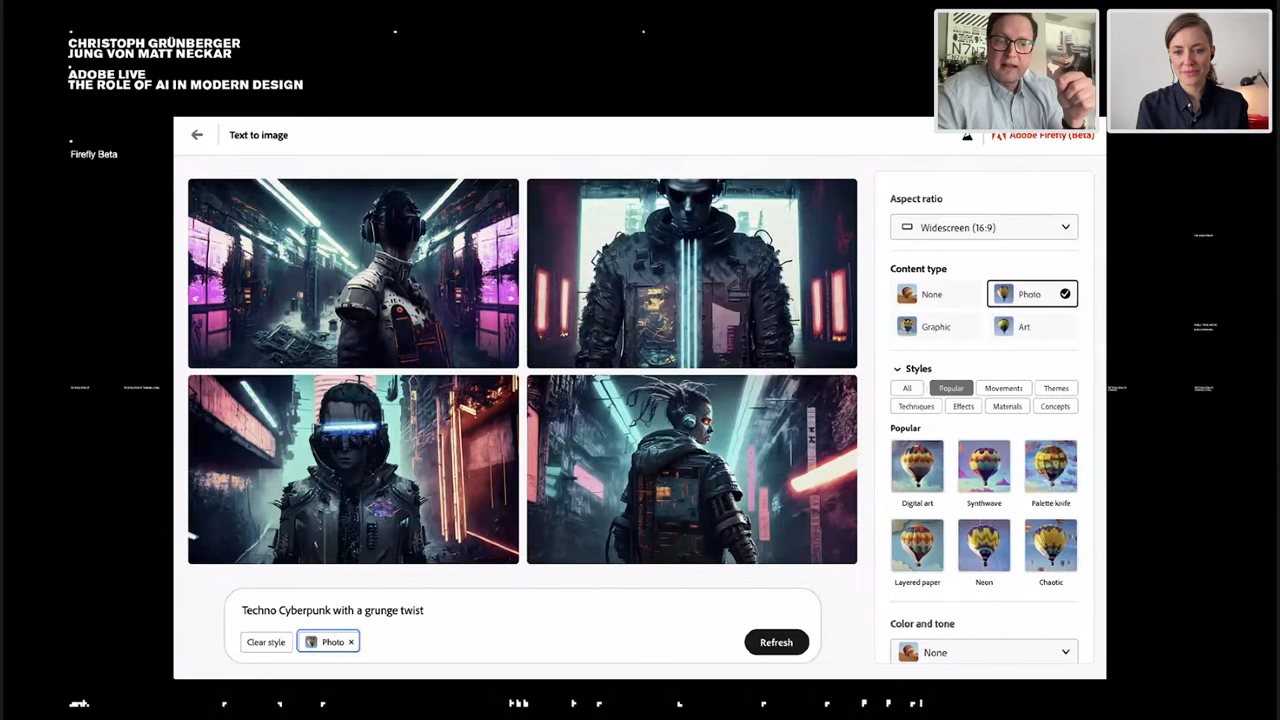 CHRISTOPH GRÜNBERGER
JUNG VON MATT NECKAR
ADOBE LIVE
THE ROLE OF AI IN MODERN DESIGN
Firefly Beta
Text to image
Adobe Firefly (Beta)
Aspect ratio
Widescreen (16:9)
Content type
None
Photo
Graphic
Art
Styles
All
Popular
Movements
Themes
Techniques
Effects
Materials
Concepts
Popular
Digital art
Synthwave
Palette knife
Layered paper
Neon
Chaotic
Color and tone
None
Techno Cyberpunk with a grunge twist
Clear style
Photo
Refresh